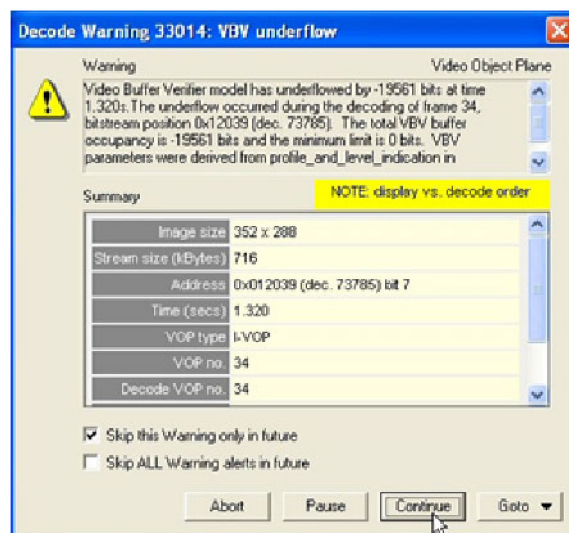 Decode Warning 33014: VBV underflow
Warning Video Object Plane
Video Buffer Verifier model has underflowed by -19561 bits at time
1.320s. The underflow occurred during the decoding of frame 34,
bitstream position 0x12039 (dec. 73785). The total VBV buffer
occupancy is -19561 bits and the minimum limit is 0 bits. VBV
parameters were derived from profile_and_level_indication in
Summary NOTE: display vs. decode order
Image size 352 x 288
Stream size (kBytes) 716
Address 0x012039 (dec. 73785) bit 7
Time (secs) 1.320
VOP type I-VOP
VOP no. 34
Decode VOP no. 34
Skip this Warning only in future
Skip ALL Warning alerts in future
Abort Pause Continue Goto